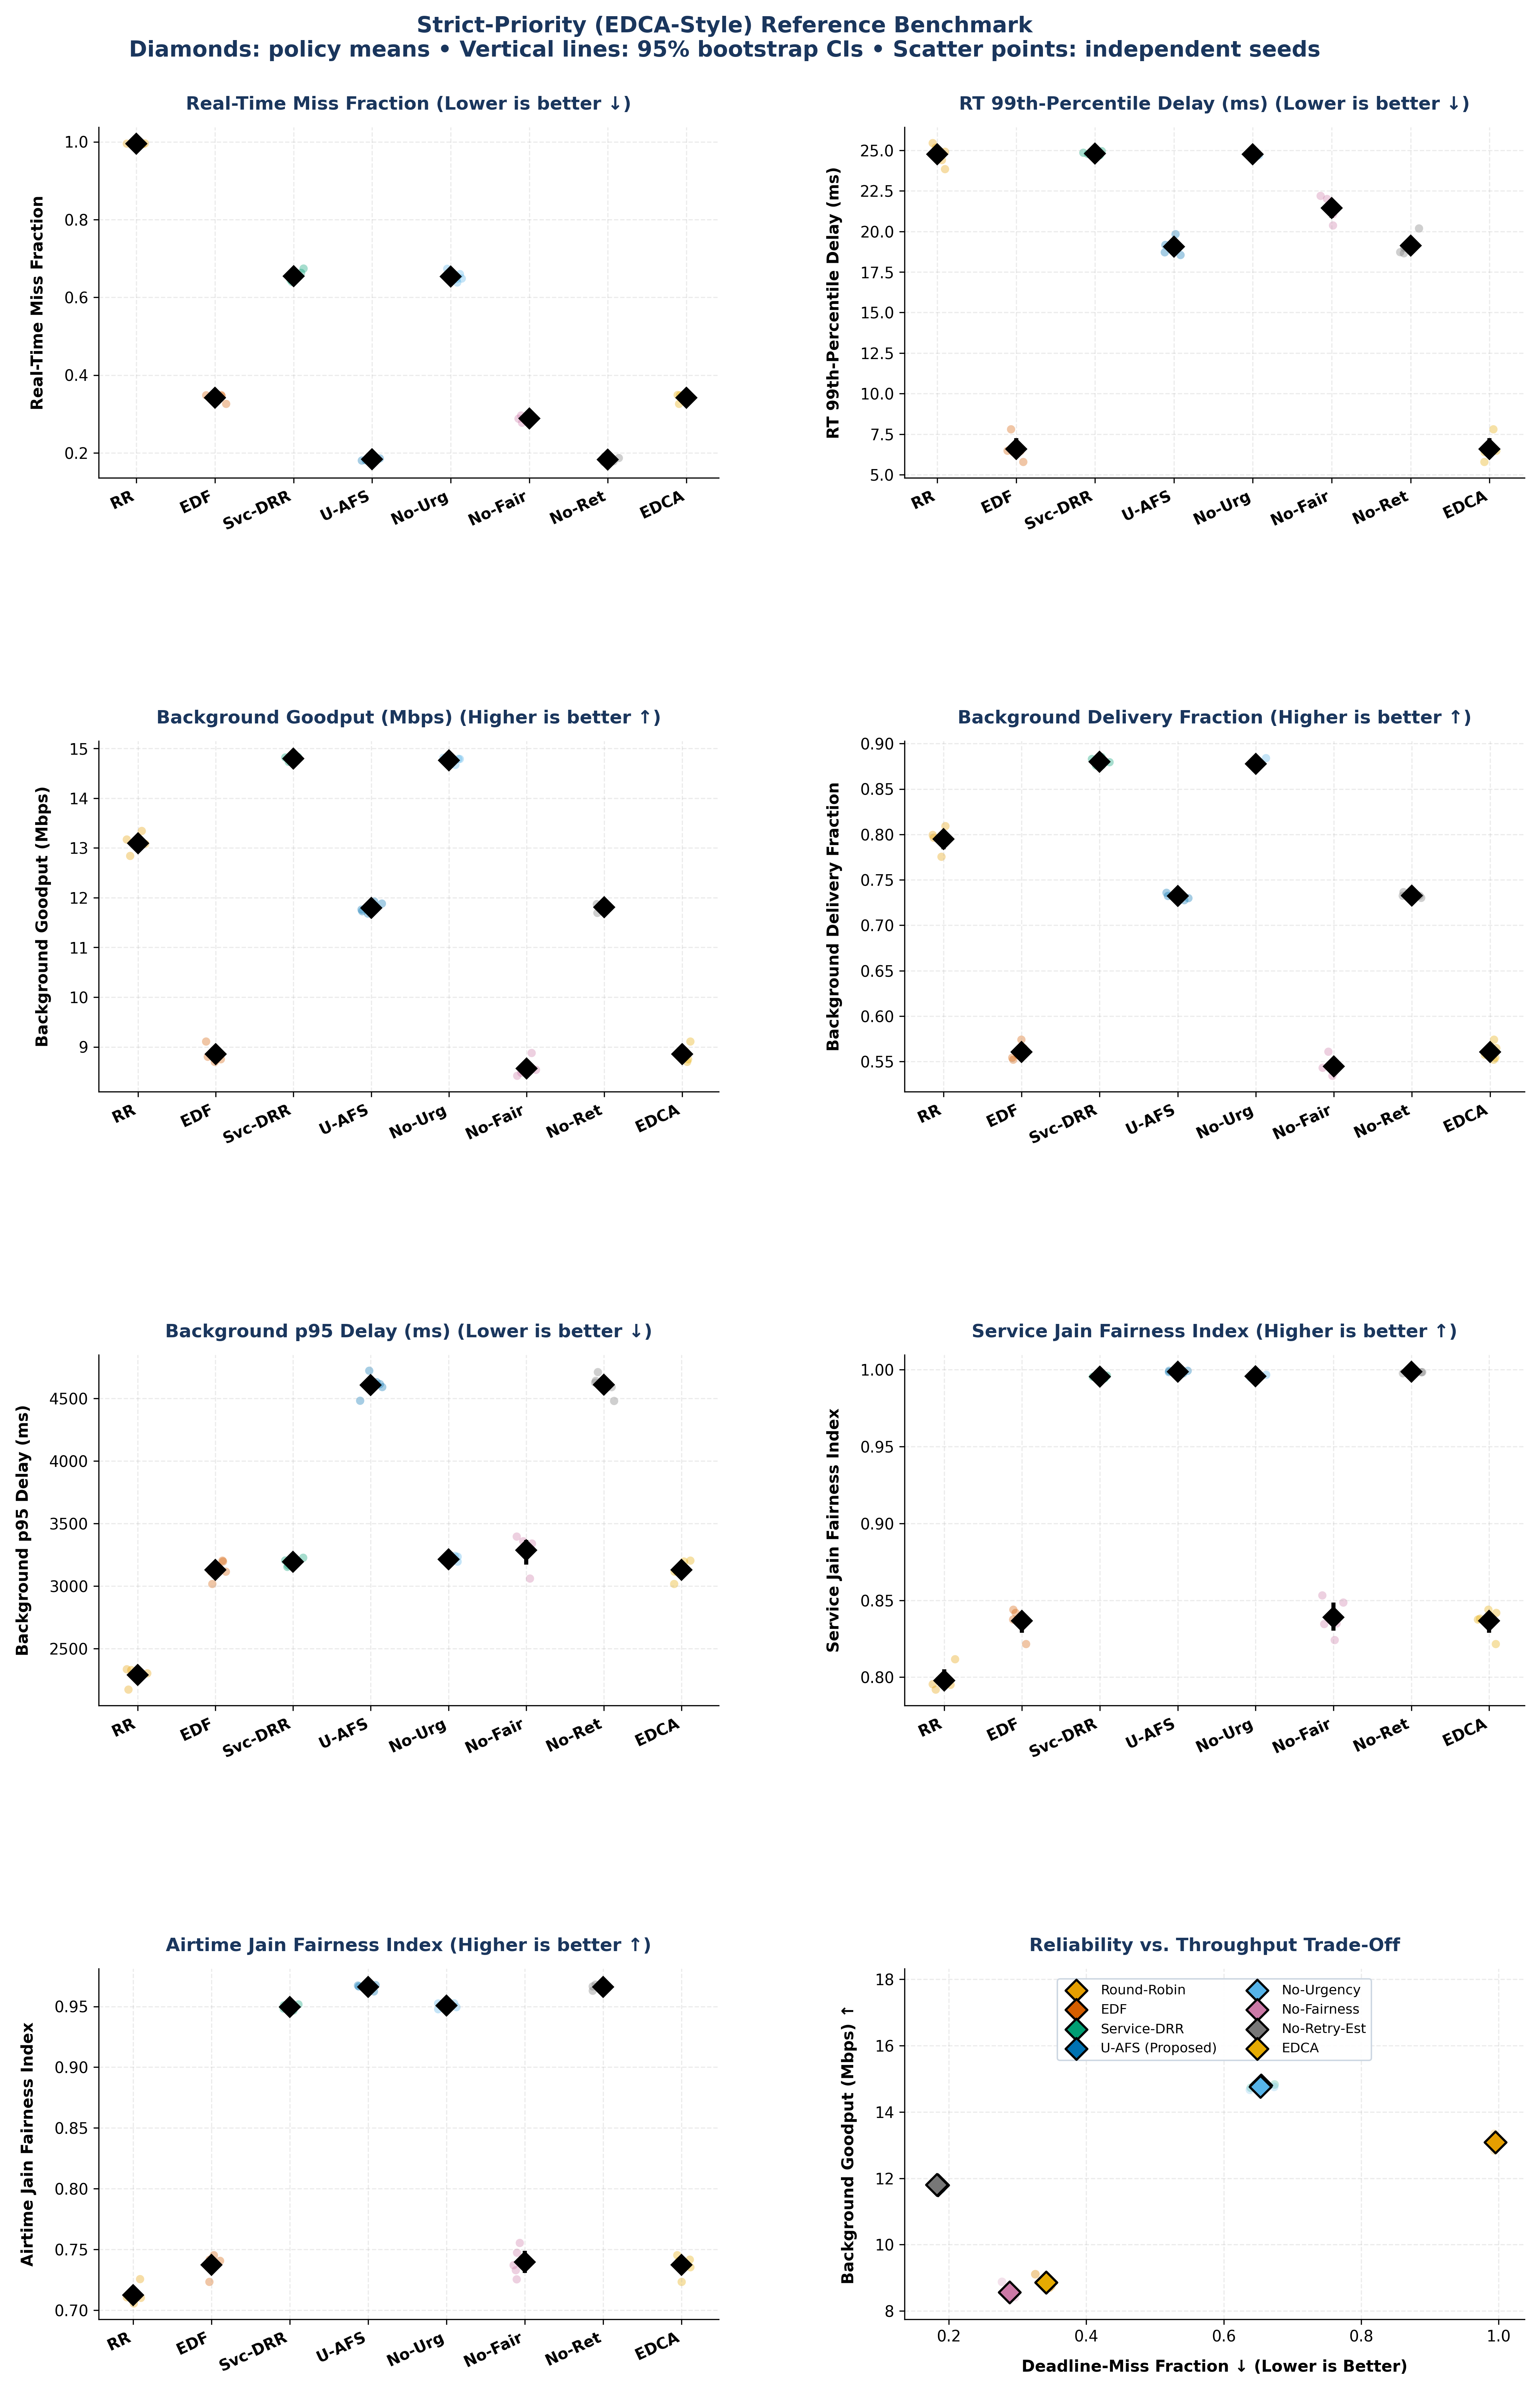 Strict-Priority (EDCA-Style) Reference Benchmark
Diamonds: policy means • Vertical lines: 95% bootstrap CIs • Scatter points: independent seeds
Real-Time Miss Fraction (Lower is better ↓)
Real-Time Miss Fraction
1.0
0.8
0.6
0.4
0.2
RR
EDF
Svc-DRR
U-AFS
No-Urg
No-Fair
No-Ret
EDCA
RT 99th-Percentile Delay (ms) (Lower is better ↓)
RT 99th-Percentile Delay (ms)
25.0
22.5
20.0
17.5
15.0
12.5
10.0
7.5
5.0
RR
EDF
Svc-DRR
U-AFS
No-Urg
No-Fair
No-Ret
EDCA
Background Goodput (Mbps) (Higher is better ↑)
Background Goodput (Mbps)
15
14
13
12
11
10
9
RR
EDF
Svc-DRR
U-AFS
No-Urg
No-Fair
No-Ret
EDCA
Background Delivery Fraction (Higher is better ↑)
Background Delivery Fraction
0.90
0.85
0.80
0.75
0.70
0.65
0.60
0.55
RR
EDF
Svc-DRR
U-AFS
No-Urg
No-Fair
No-Ret
EDCA
Background p95 Delay (ms) (Lower is better ↓)
Background p95 Delay (ms)
4500
4000
3500
3000
2500
RR
EDF
Svc-DRR
U-AFS
No-Urg
No-Fair
No-Ret
EDCA
Service Jain Fairness Index (Higher is better ↑)
Service Jain Fairness Index
1.00
0.95
0.90
0.85
0.80
RR
EDF
Svc-DRR
U-AFS
No-Urg
No-Fair
No-Ret
EDCA
Airtime Jain Fairness Index (Higher is better ↑)
Airtime Jain Fairness Index
0.95
0.90
0.85
0.80
0.75
0.70
RR
EDF
Svc-DRR
U-AFS
No-Urg
No-Fair
No-Ret
EDCA
Reliability vs. Throughput Trade-Off
Background Goodput (Mbps) ↑
18
16
14
12
10
8
Round-Robin
EDF
Service-DRR
U-AFS (Proposed)
No-Urgency
No-Fairness
No-Retry-Est
EDCA
0.2
0.4
0.6
0.8
1.0
Deadline-Miss Fraction ↓ (Lower is Better)